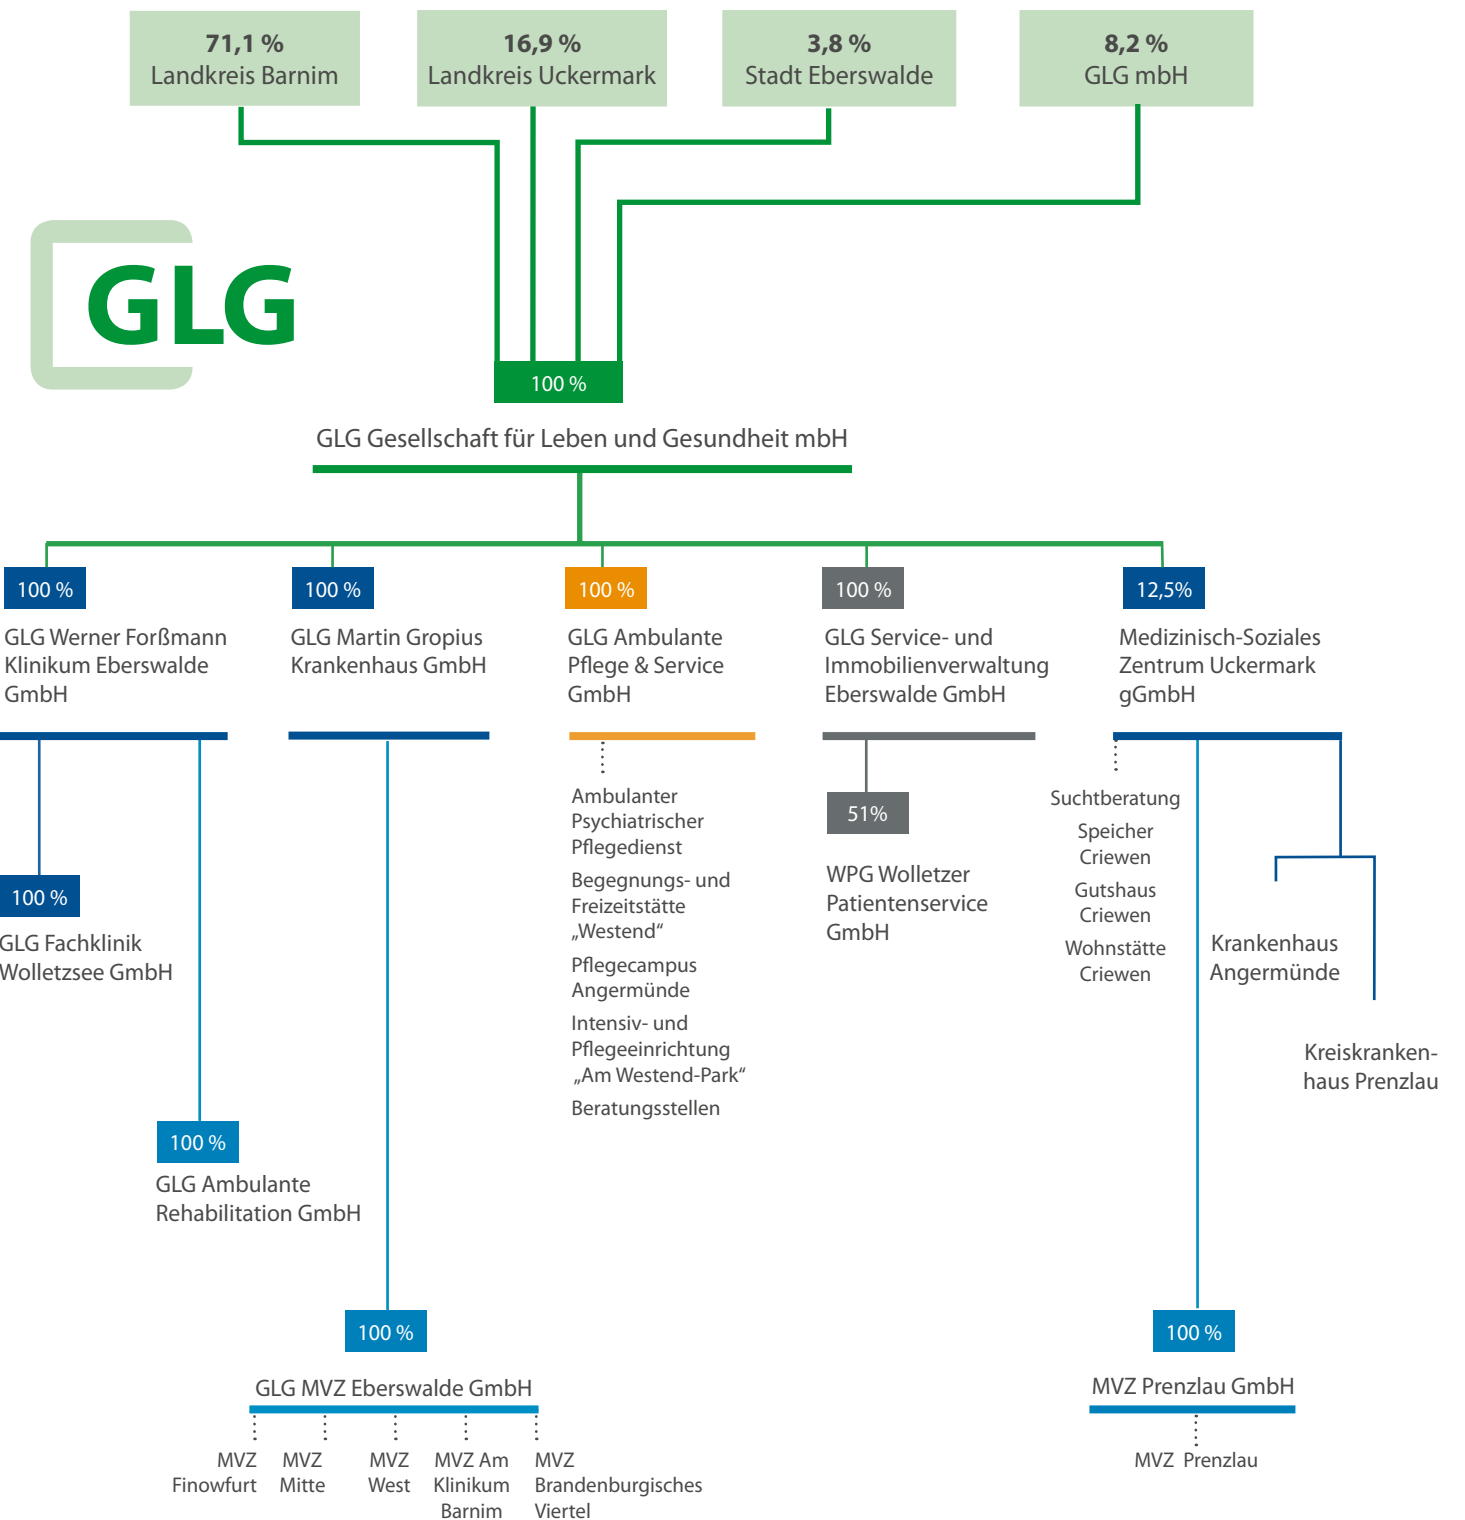 71,1 %
Landkreis Barnim
16,9 %
Landkreis Uckermark
3,8 %
Stadt Eberswalde
8,2 %
GLG mbH
GLG
100 %
GLG Gesellschaft für Leben und Gesundheit mbH
100 %
GLG Werner Forßmann
Klinikum Eberswalde
GmbH
100 %
GLG Martin Gropius
Krankenhaus GmbH
100 %
GLG Ambulante
Pflege & Service
GmbH
100 %
GLG Service- und
Immobilienverwaltung
Eberswalde GmbH
12,5%
Medizinisch-Soziales
Zentrum Uckermark
gGmbH
100 %
GLG Fachklinik
Wolletzsee GmbH
100 %
GLG Ambulante
Rehabilitation GmbH
100 %
GLG MVZ Eberswalde GmbH
MVZ
Finowfurt
MVZ
Mitte
MVZ
West
MVZ Am
Klinikum
Barnim
MVZ
Brandenburgisches
Viertel
Ambulanter
Psychiatrischer
Pflegedienst
Begegnungs- und
Freizeitstätte
„Westend“
Pflegecampus
Angermünde
Intensiv- und
Pflegeeinrichtung
„Am Westend-Park“
Beratungsstellen
51%
WPG Wolletzer
Patientenservice
GmbH
Suchtberatung
Speicher
Criewen
Gutshaus
Criewen
Wohnstätte
Criewen
Krankenhaus
Angermünde
Kreiskranken-
haus Prenzlau
100 %
MVZ Prenzlau GmbH
MVZ Prenzlau